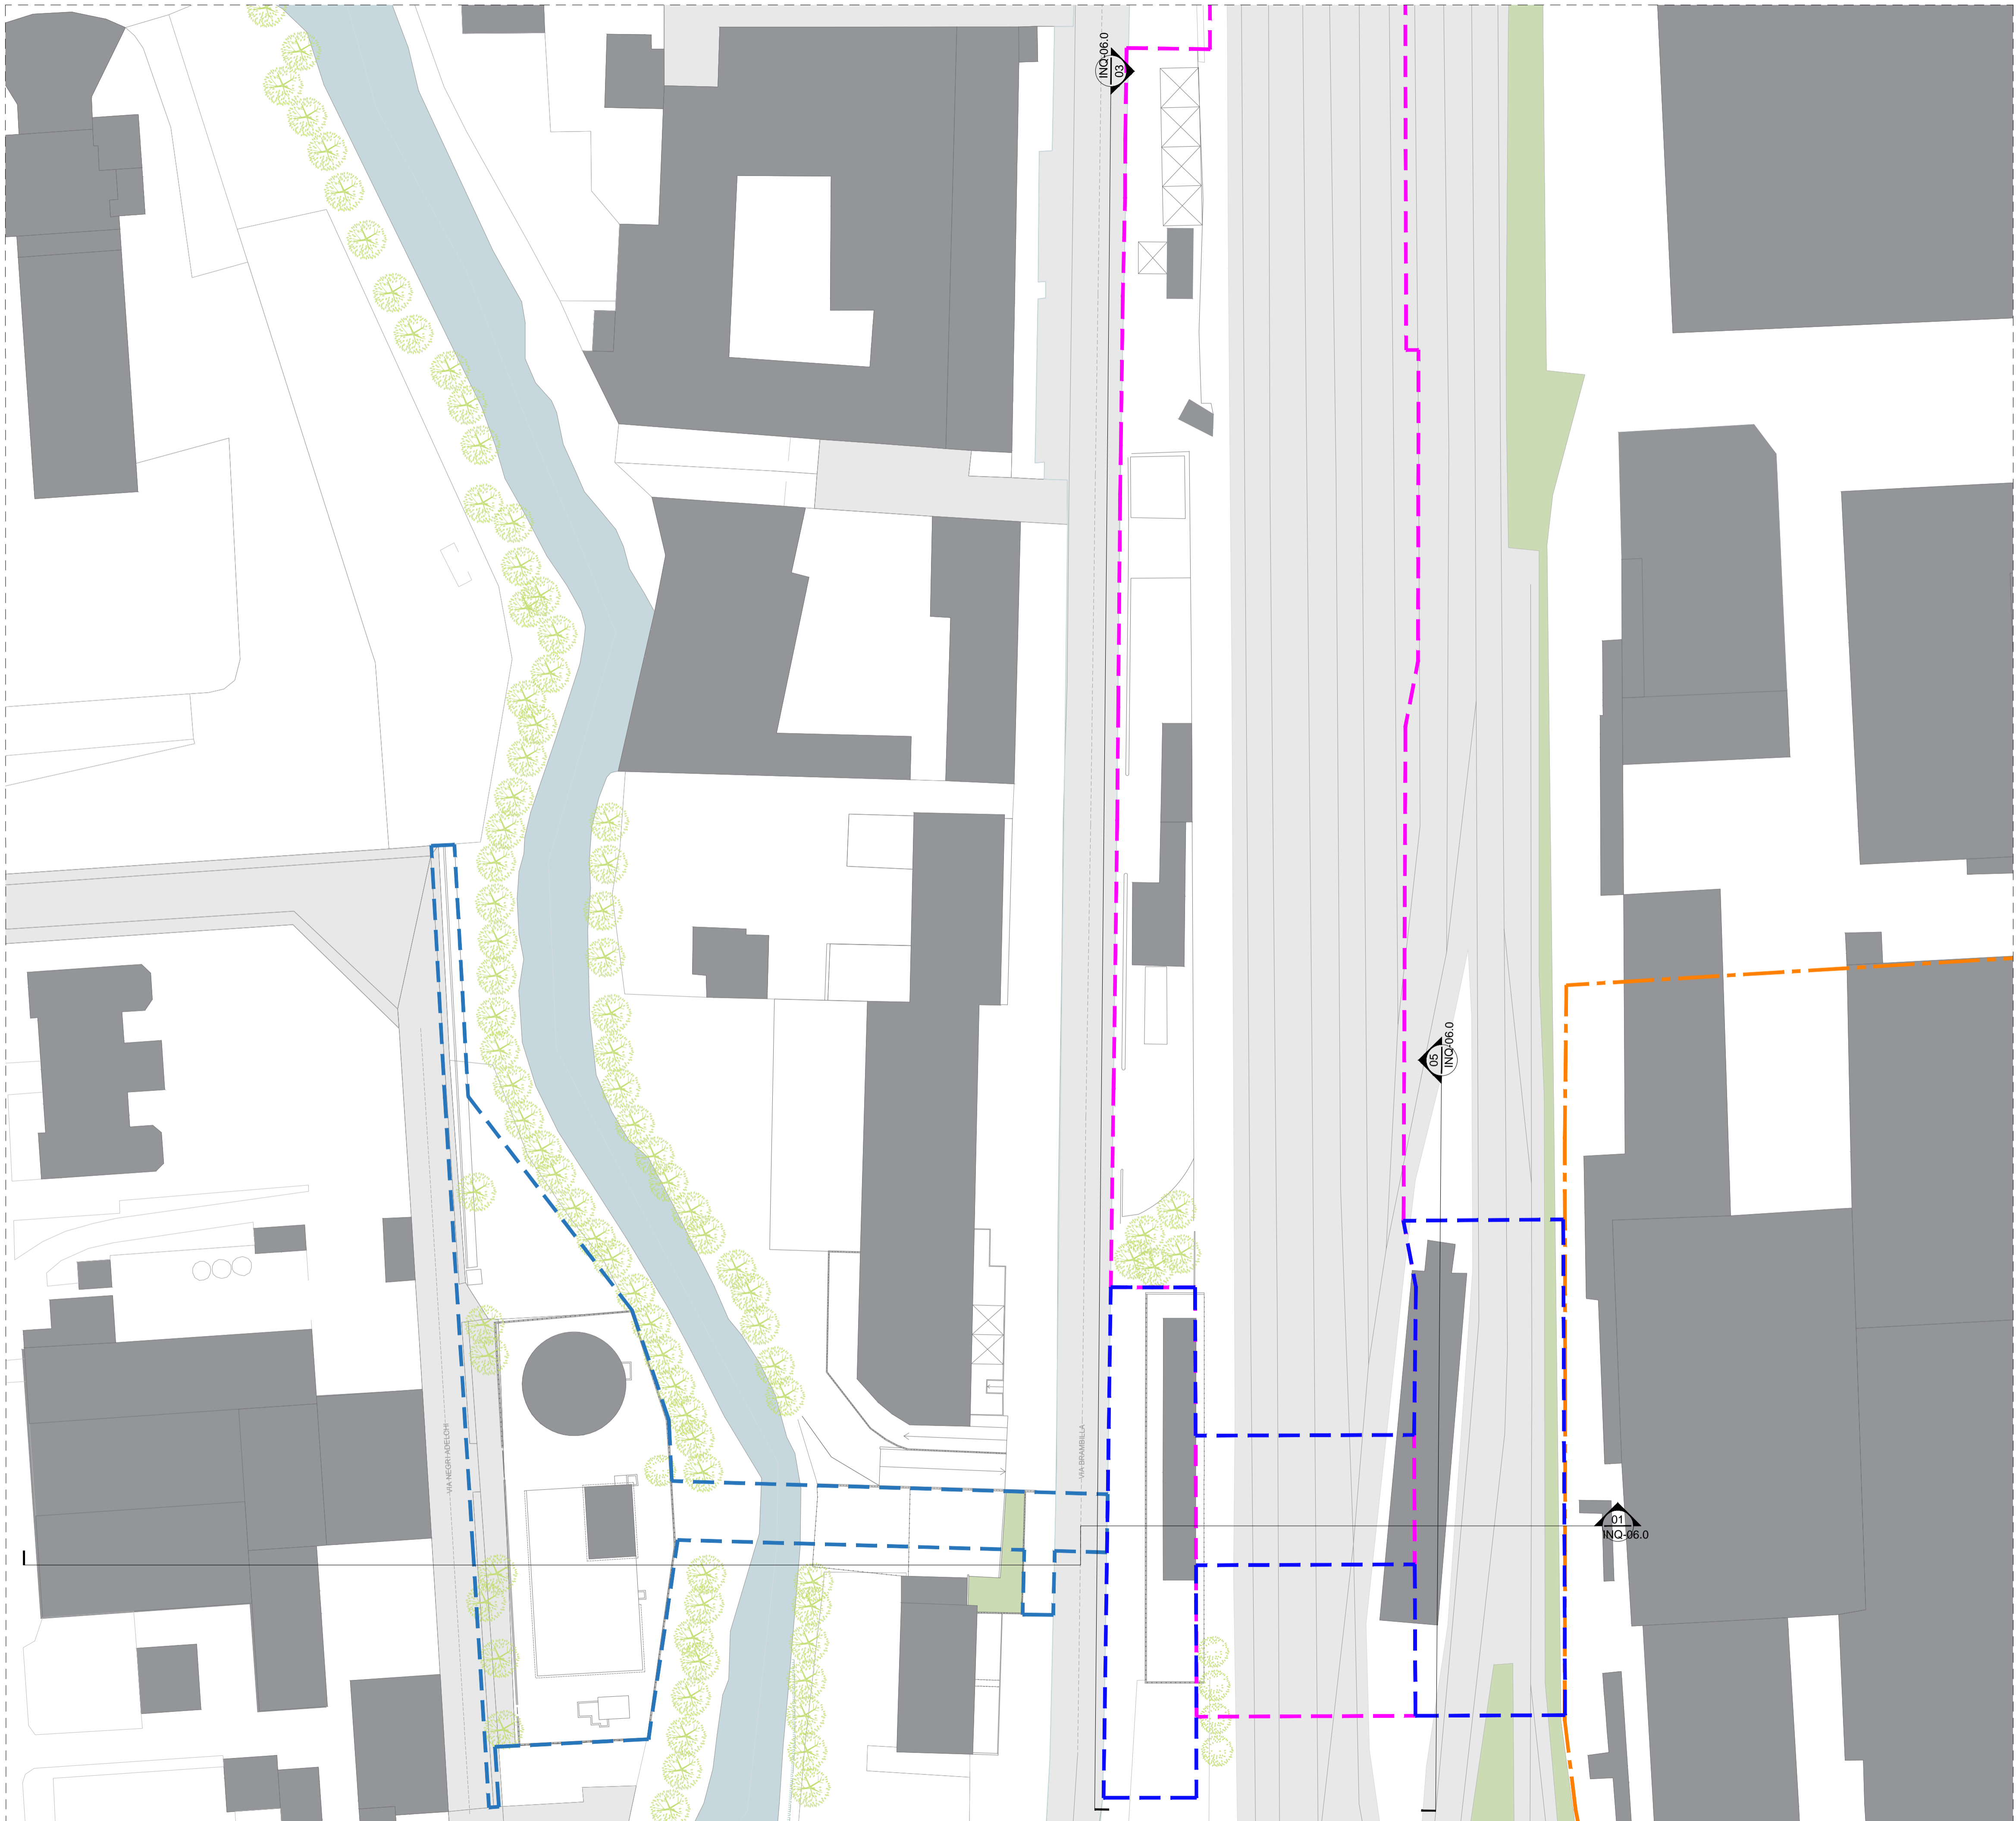 INQ-06.0
03
05
INQ-06.0
VIA NEGRI ADELCHI
VIA BRAMBILLA
01
INQ-06.0